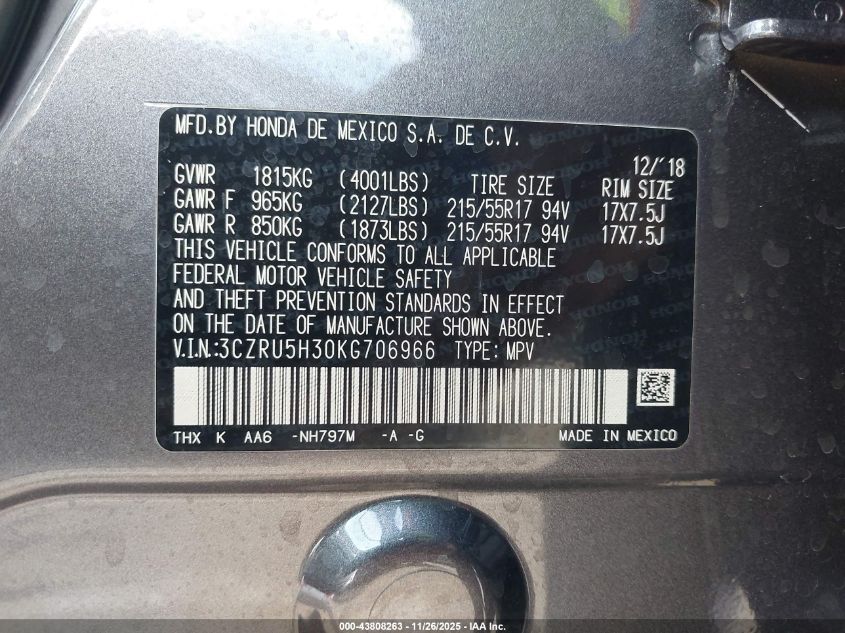 MFD.BY HONDA DE MEXICO S.A. DE C.V.
12/'18
GVWR 1815KG (4001LBS) TIRE SIZE RIM SIZE
GAWR F 965KG (2127LBS) 215/55R17 94V 17X7.5J
GAWR R 850KG (1873LBS) 215/55R17 94V 17X7.5J
THIS VEHICLE CONFORMS TO ALL APPLICABLE
FEDERAL MOTOR VEHICLE SAFETY
AND THEFT PREVENTION STANDARDS IN EFFECT
ON THE DATE OF MANUFACTURE SHOWN ABOVE.
V.I.N:3CZRU5H30KG706966 TYPE: MPV
THX K AA6 -NH797M -A -G MADE IN MEXICO
000-43808263 - 11/26/2025 - IAA Inc.